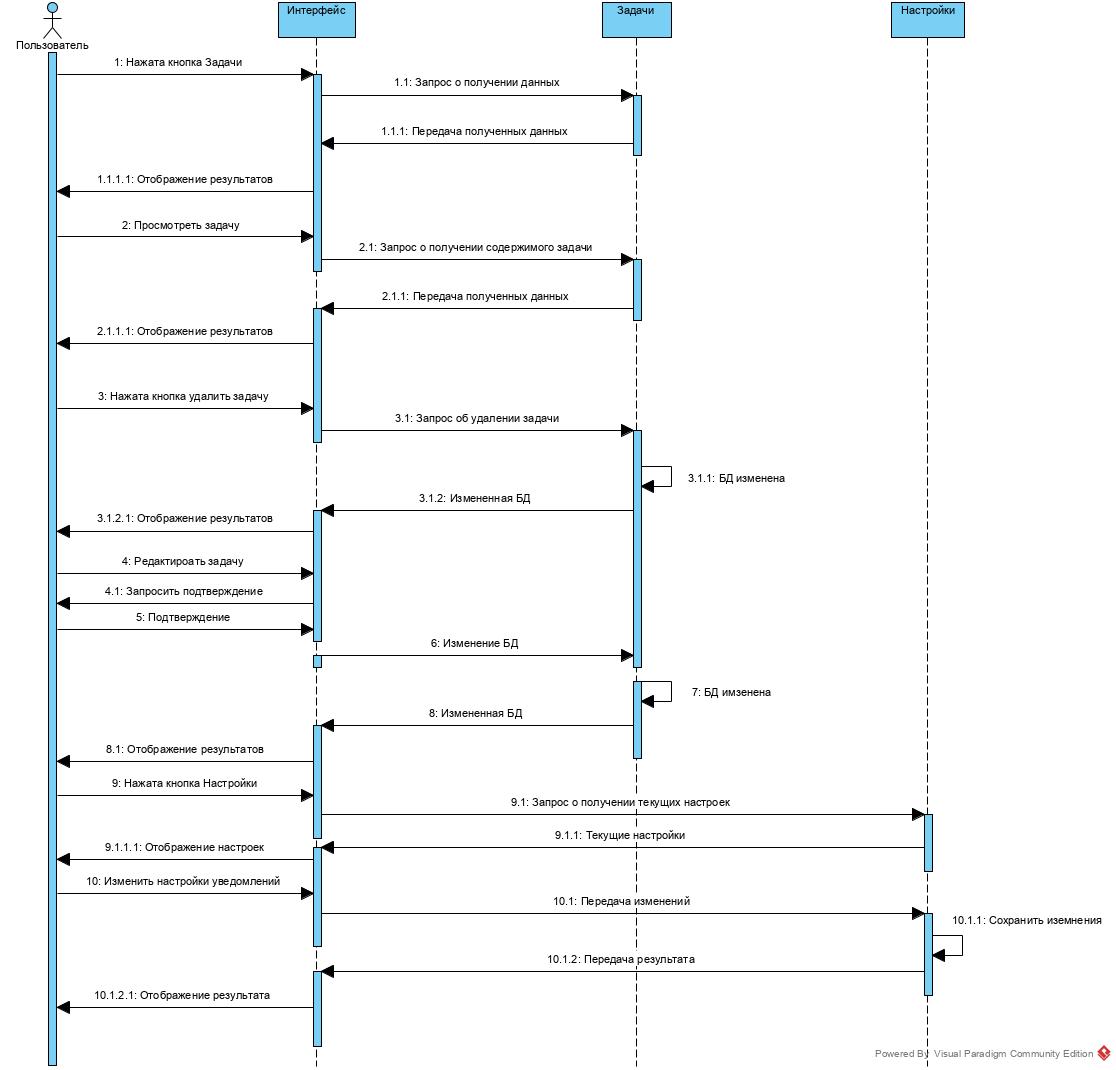 Пользователь
Интерфейс
Задачи
Настройки
1: Нажата кнопка Задачи
1.1: Запрос о получении данных
1.1.1: Передача полученных данных
1.1.1.1: Отображение результатов
2: Просмотреть задачу
2.1: Запрос о получении содержимого задачи
2.1.1: Передача полученных данных
2.1.1.1: Отображение результатов
3: Нажата кнопка удалить задачу
3.1: Запрос об удалении задачи
3.1.1: БД изменена
3.1.2: Измененная БД
3.1.2.1: Отображение результатов
4: Редактироать задачу
4.1: Запросить подтверждение
5: Подтверждение
6: Изменение БД
7: БД имзенена
8: Измененная БД
8.1: Отображение результатов
9: Нажата кнопка Настройки
9.1: Запрос о получении текущих настроек
9.1.1: Текущие настройки
9.1.1.1: Отображение настроек
10: Изменить настройки уведомлений
10.1: Передача изменений
10.1.1: Сохранить иземнения
10.1.2: Передача результата
10.1.2.1: Отображение результата
Powered By Visual Paradigm Community Edition